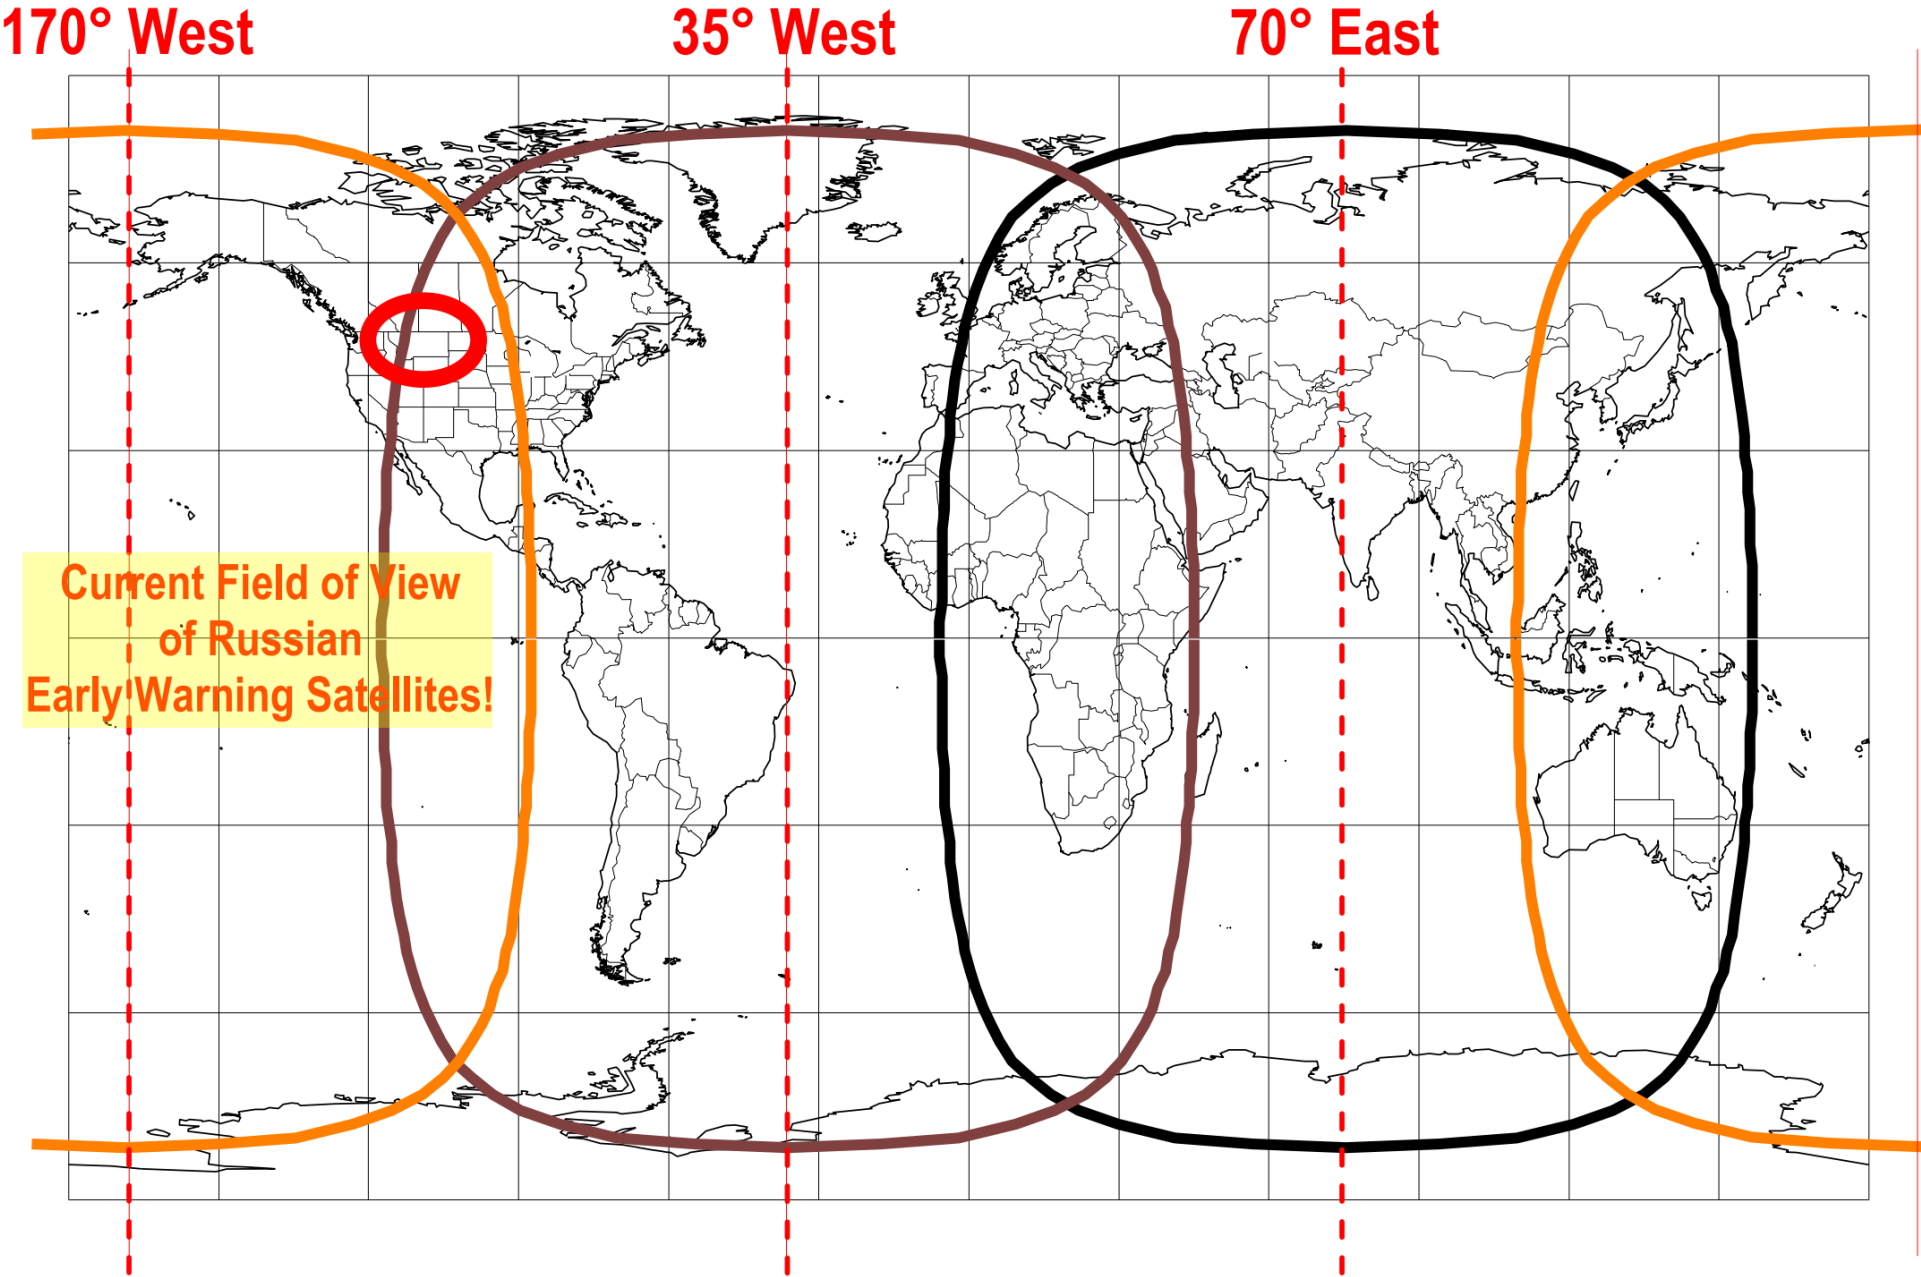 170° West
35° West
70° East
Current Field of View
of Russian
Early Warning Satellites!